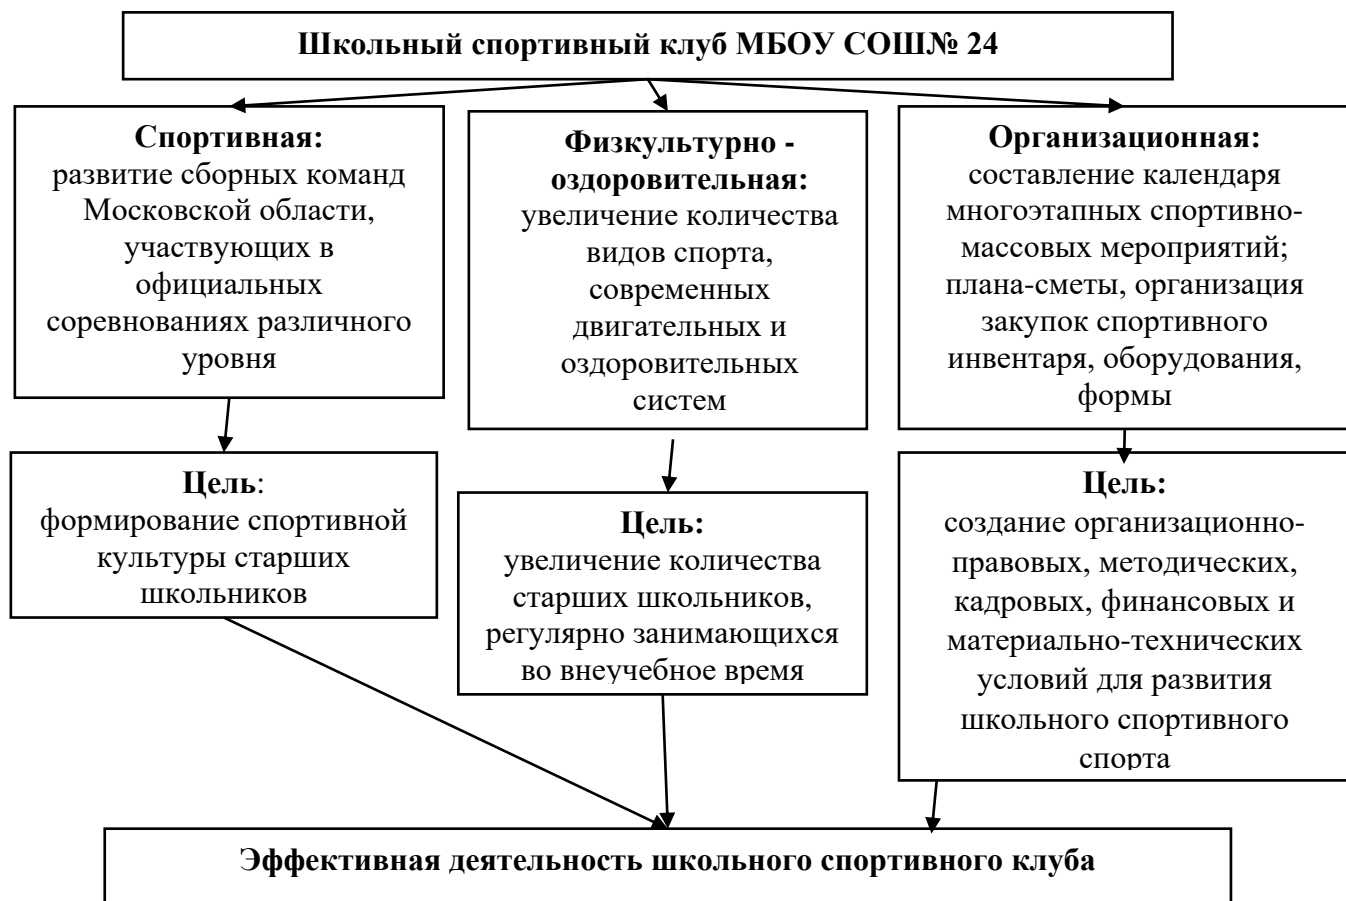 Школьный спортивный клуб МБОУ СОШ№ 24
Спортивная:
развитие сборных команд
Московской области,
участвующих в
официальных
соревнованиях различного
уровня
Физкультурно -
оздоровительная:
увеличение количества
видов спорта,
современных
двигательных и
оздоровительных
систем
Организационная:
составление календаря
многоэтапных спортивно-
массовых мероприятий;
плана-сметы, организация
закупок спортивного
инвентаря, оборудования,
формы
Цель:
формирование спортивной
культуры старших
школьников
Цель:
увеличение количества
старших школьников,
регулярно занимающихся
во внеучебное время
Цель:
создание организационно-
правовых, методических,
кадровых, финансовых и
материально-технических
условий для развития
школьного спортивного
спорта
Эффективная деятельность школьного спортивного клуба